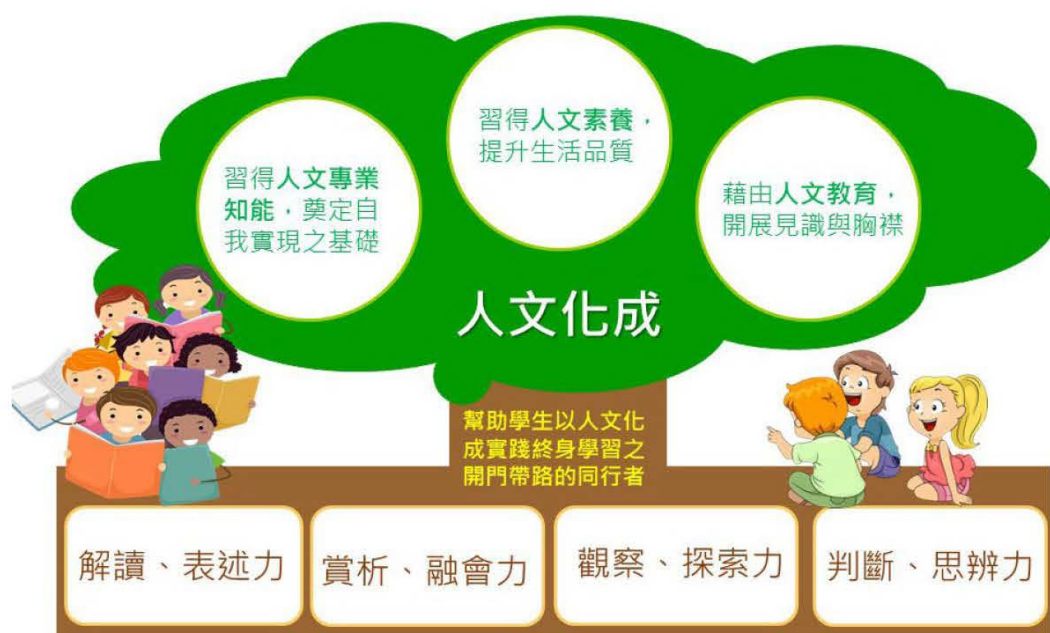 習得人文專業
知能，奠定自
我實現之基礎
習得人文素養，
提升生活品質
藉由人文教育，
開展見識與胸襟
人文化成
幫助學生以人文化
成實踐終身學習之
開門帶路的同行者
解讀、表述力
賞析、融會力
觀察、探索力
判斷、思辨力